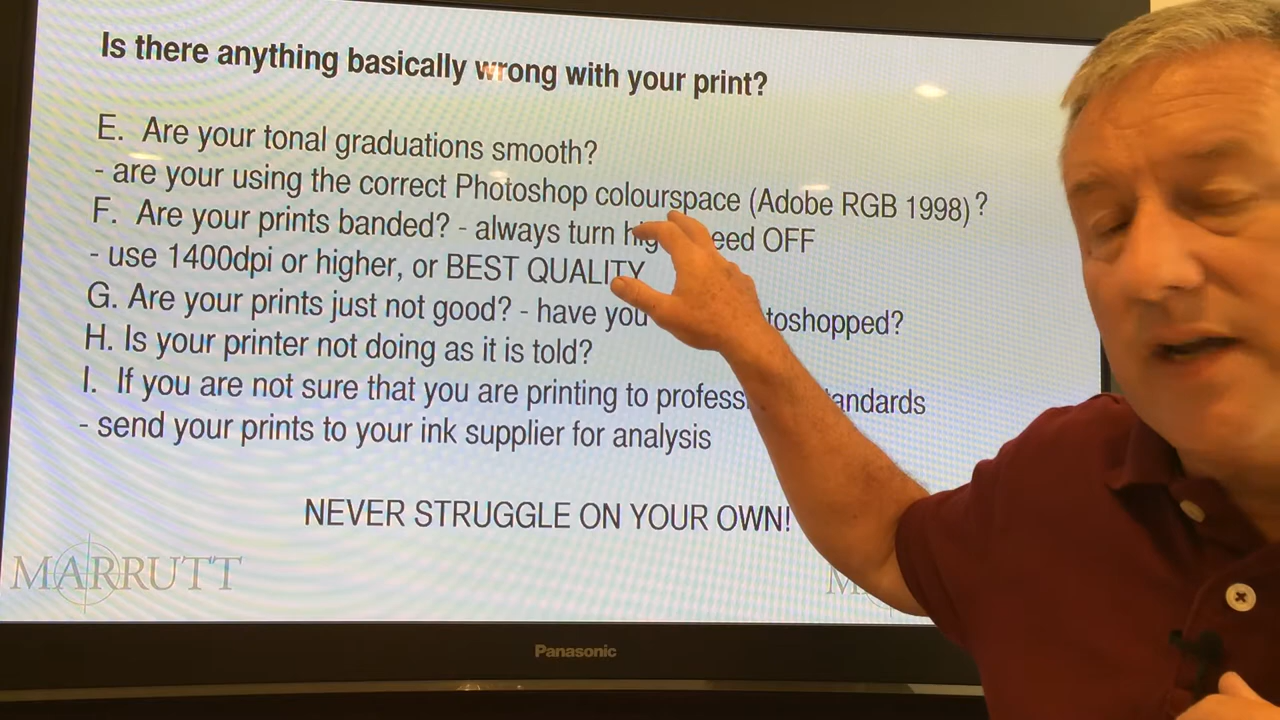 Is there anything basically wrong with your print?
E. Are your tonal graduations smooth?
- are your using the correct Photoshop colourspace (Adobe RGB 1998)?
F. Are your prints banded? - always turn hig eed OFF
- use 1400dpi or higher, or BEST QUALITY
G. Are your prints just not good? - have you toshopped?
H. Is your printer not doing as it is told?
I. If you are not sure that you are printing to profess andards
- send your prints to your ink supplier for analysis
NEVER STRUGGLE ON YOUR OWN!
MARRUTT
Panasonic